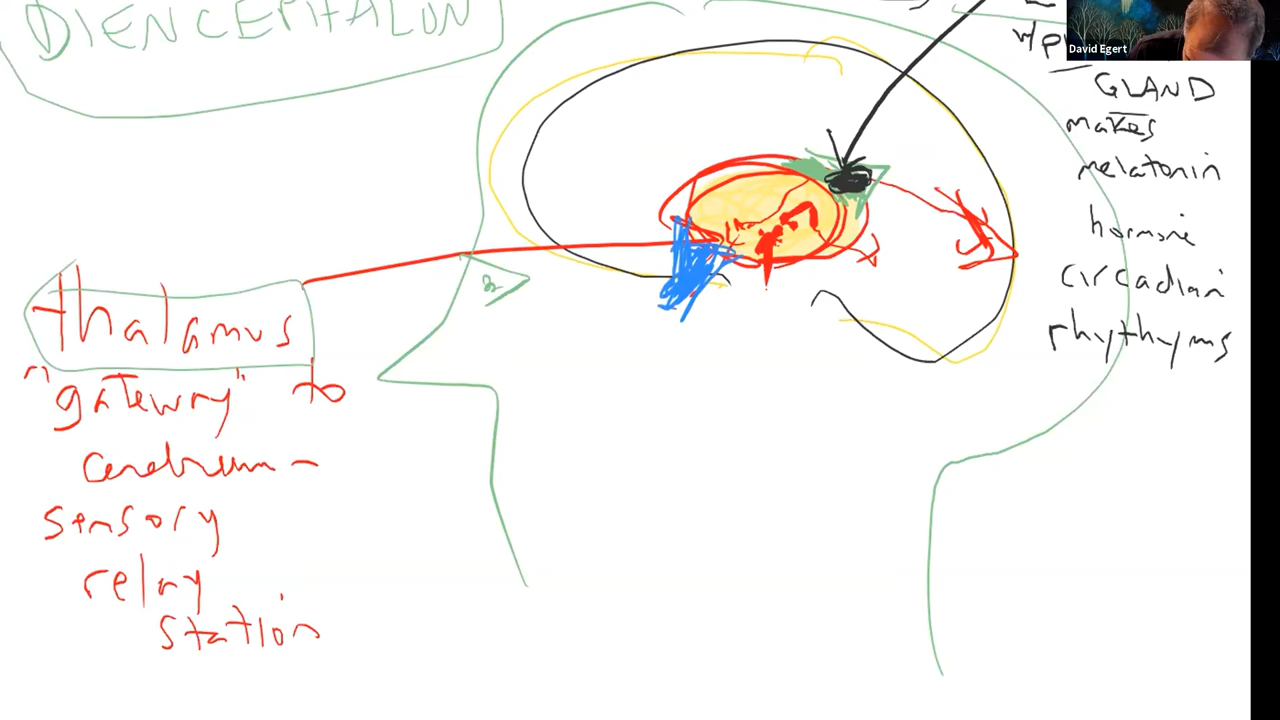 DIENCEPHALON
David Egert
GLAND
makes
melatonin
hormone
circadian
rhythyms
thalamus
"gateway" to
cerebrum -
sensory
relay
station